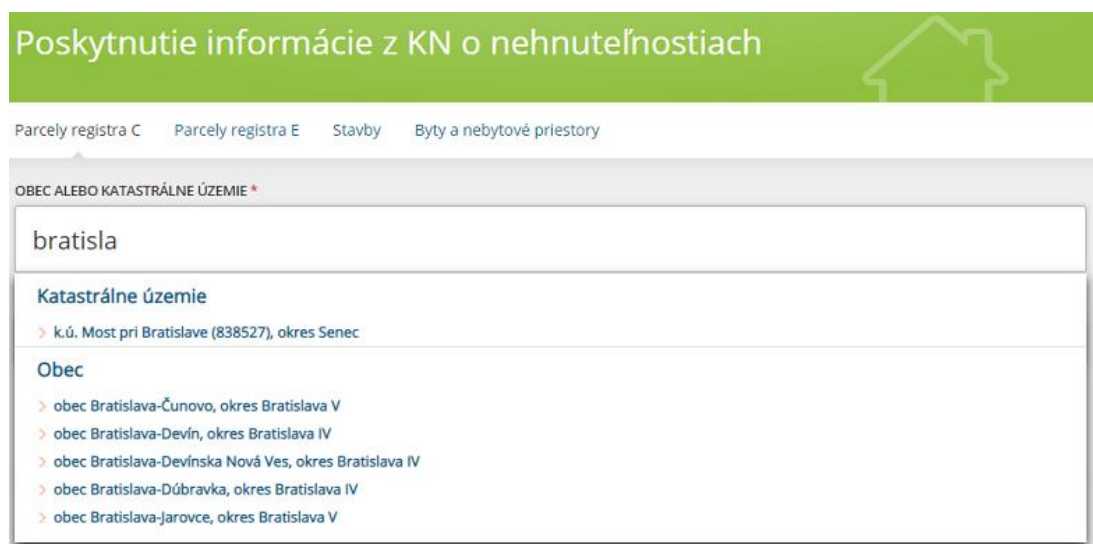 Poskytnutie informácie z KN o nehnuteľnostiach
Parcely registra C Parcely registra E Stavby Byty a nebytové priestory
OBEC ALEBO KATASTRÁLNE ÚZEMIE *
bratisla
Katastrálne územie
k.ú. Most pri Bratislave (838527), okres Senec
Obec
obec Bratislava-Čunovo, okres Bratislava V
obec Bratislava-Devín, okres Bratislava IV
obec Bratislava-Devínska Nová Ves, okres Bratislava IV
obec Bratislava-Dúbravka, okres Bratislava IV
obec Bratislava-Jarovce, okres Bratislava V